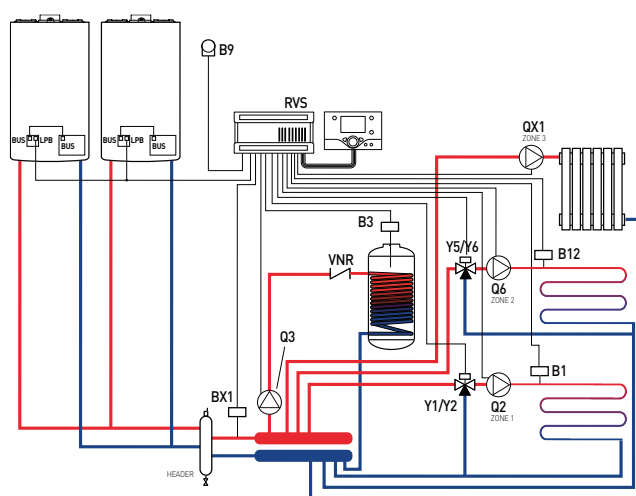 B9
RVS
BUS
LPB
BUS
BUS
LPB
BUS
QX1
ZONE 3
B3
VNR
Y5/Y6
B12
Q6
ZONE 2
Q3
BX1
B1
Y1/Y2
Q2
ZONE 1
HEADER